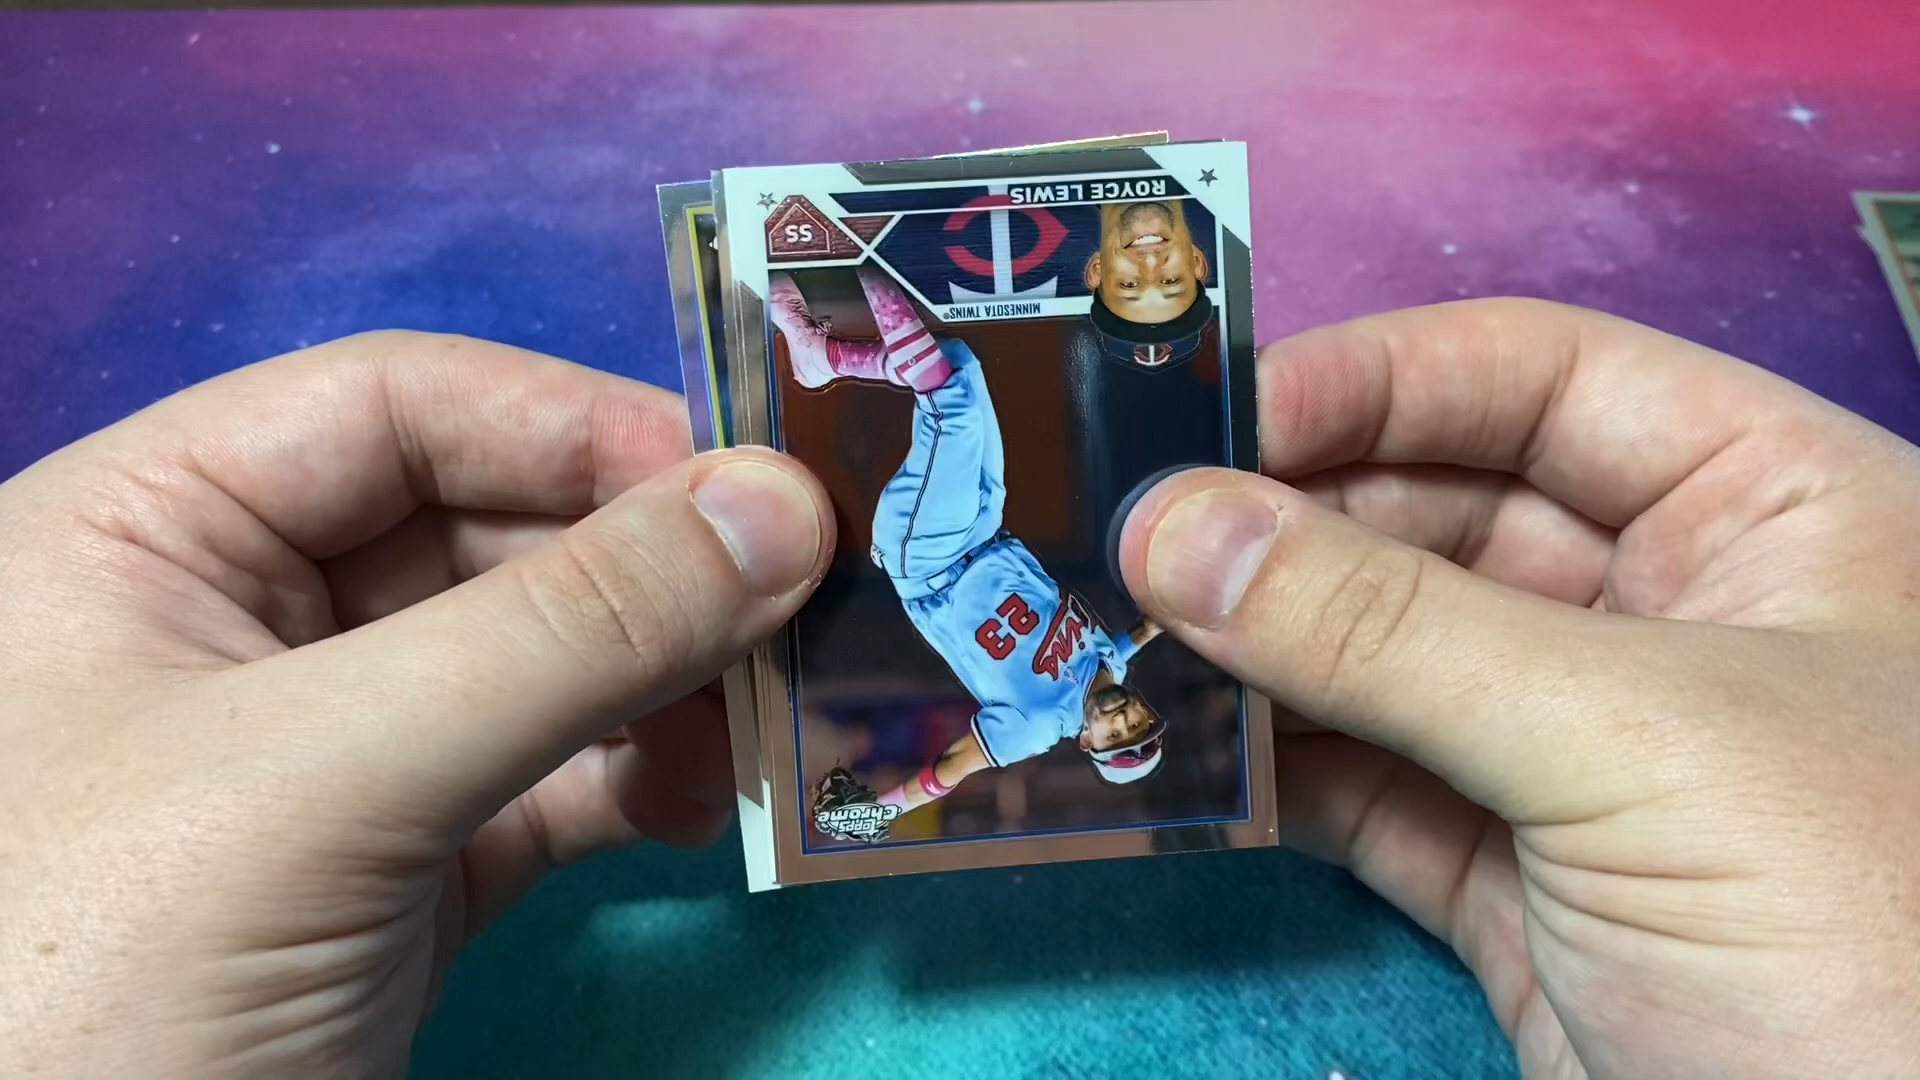 ROYCE LEWIS
SS
MINNESOTA TWINS®
Twins
23
topps
Chrome